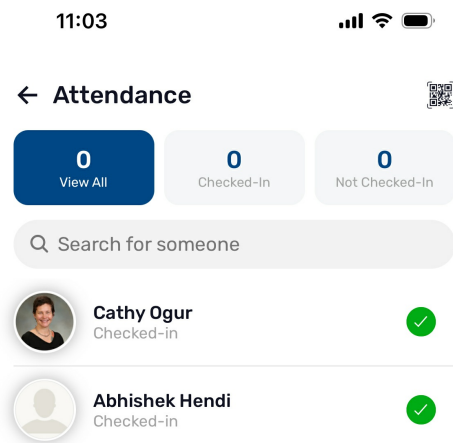 11:03
Attendance
0
View All
0
Checked-In
0
Not Checked-In
Search for someone
Cathy Ogur
Checked-in
Abhishek Hendi
Checked-in